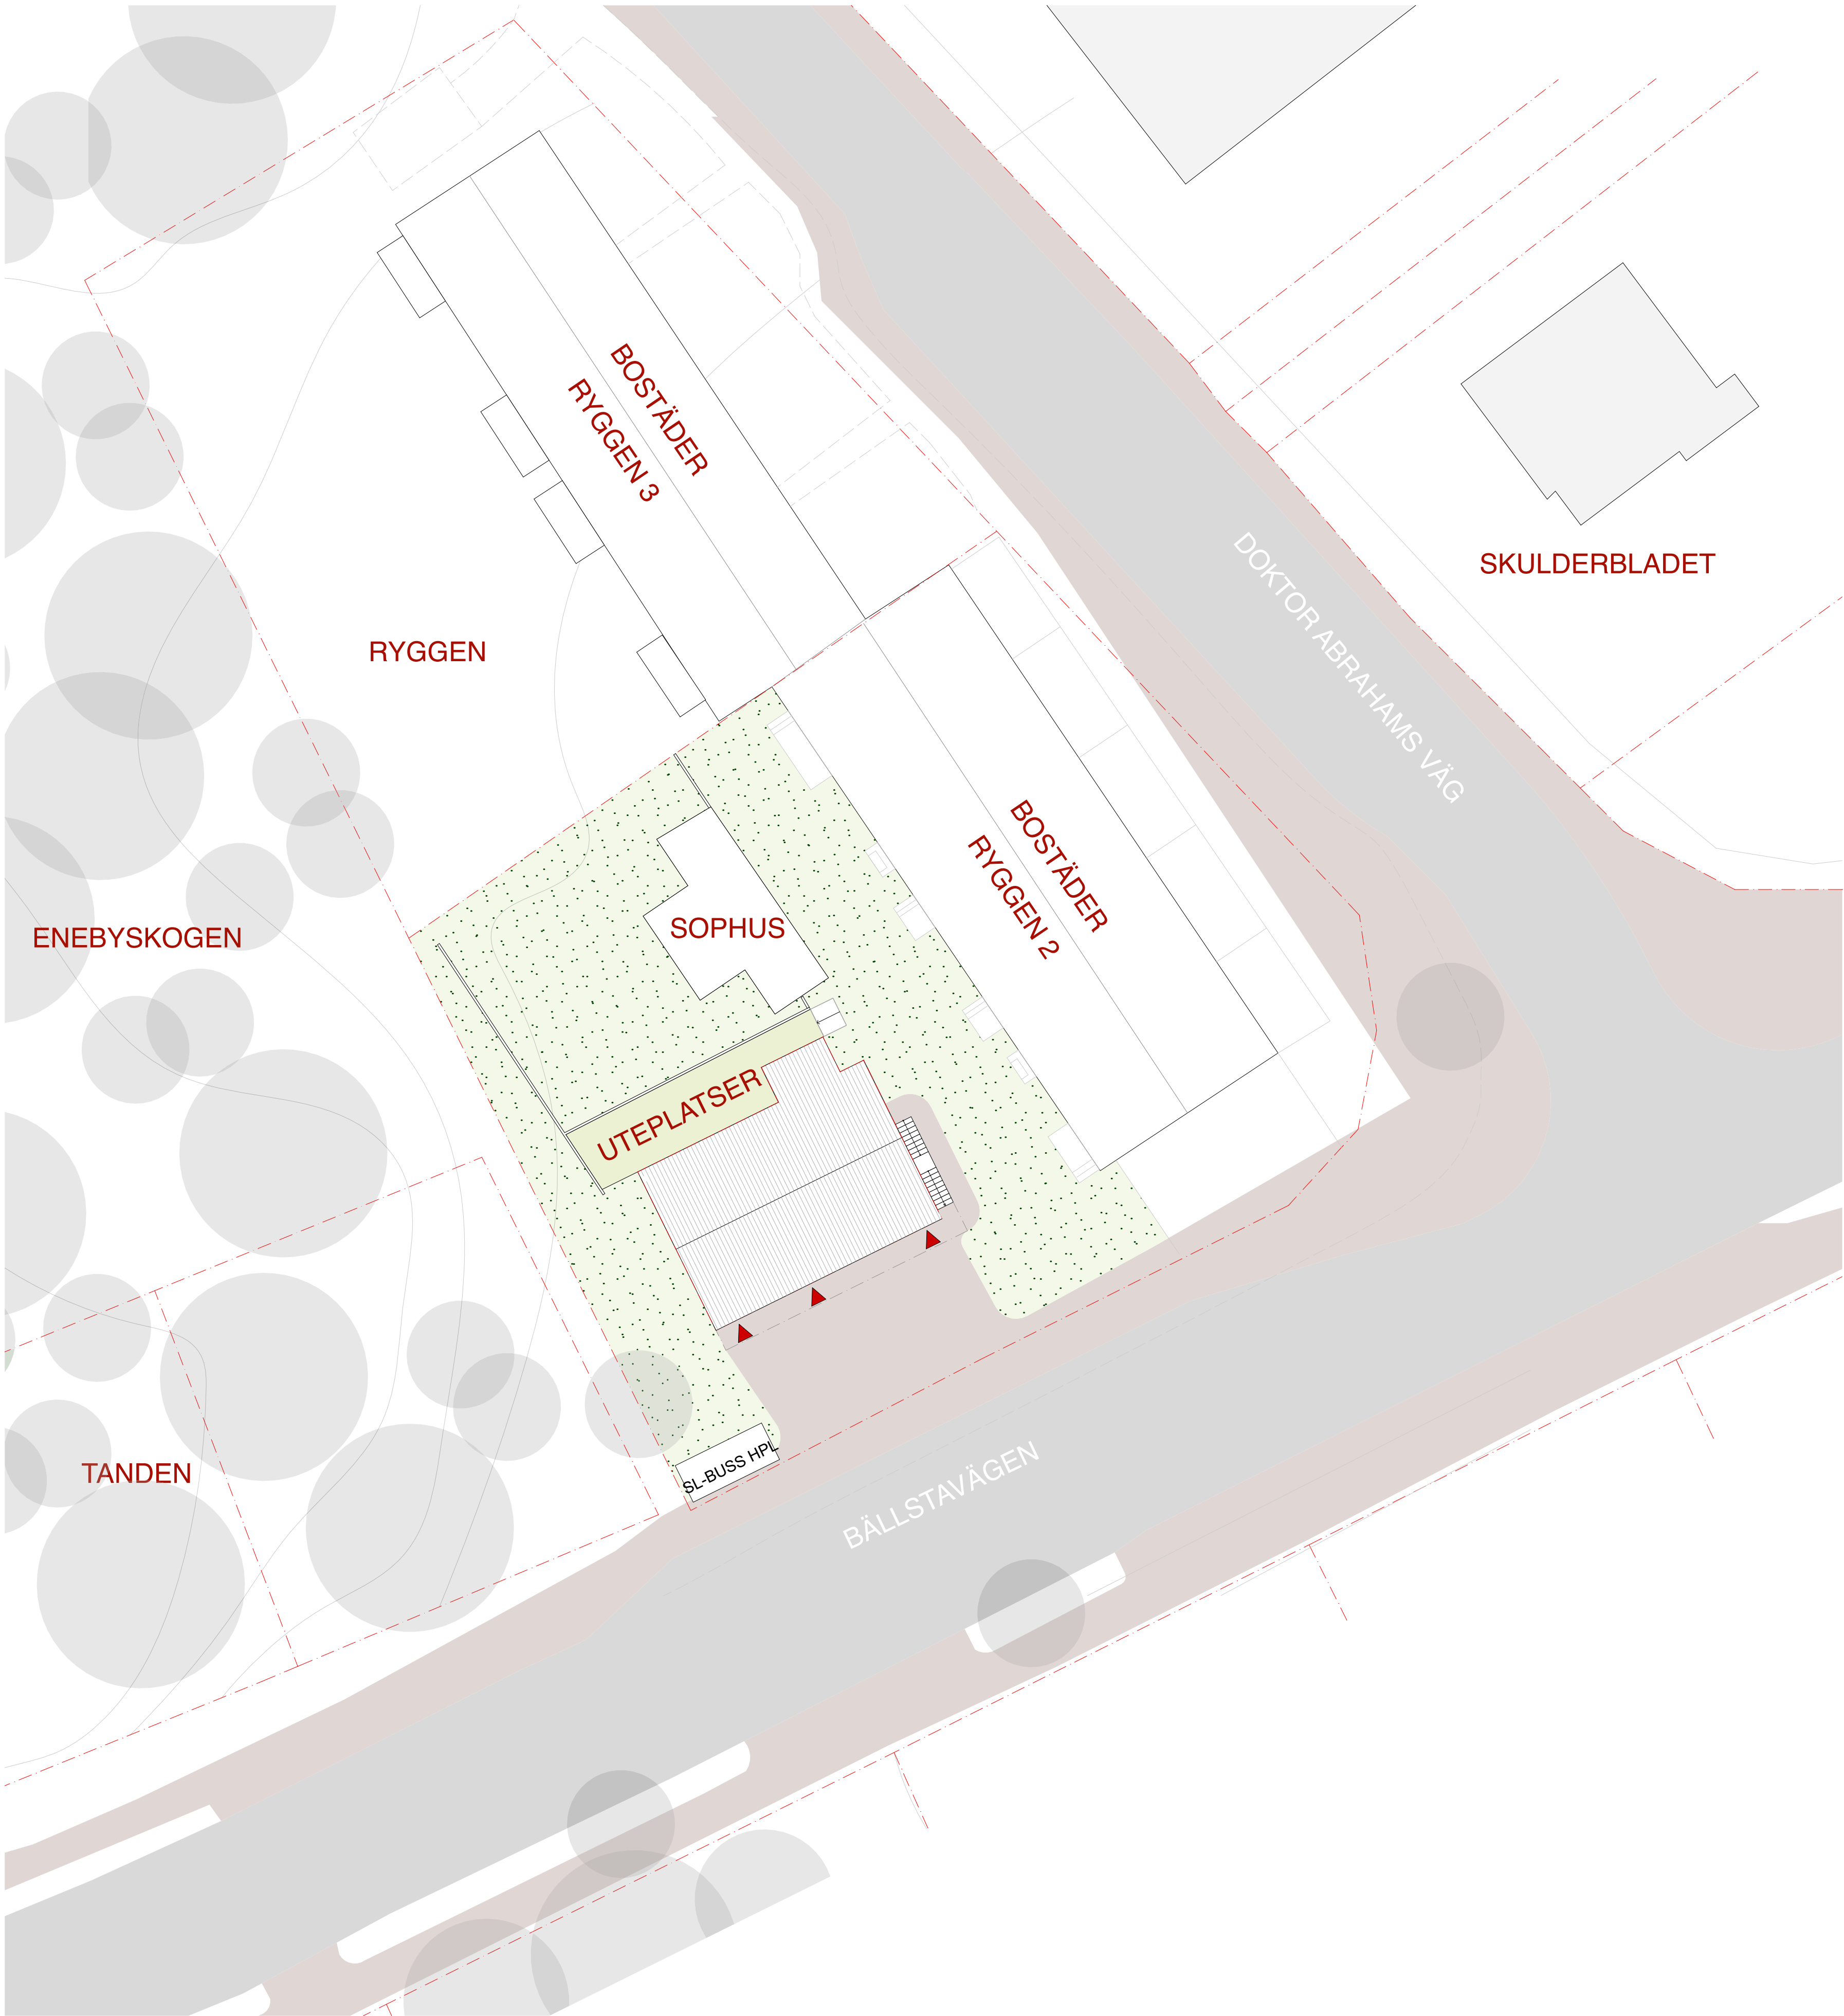 BOSTÄDER
RYGGEN 3
DOKTOR ABRAHAMS VÄG
SKULDERBLADET
RYGGEN
BOSTÄDER
RYGGEN 2
SOPHUS
ENEBYSKOGEN
UTEPLATSER
SL-BUSS HPL
TANDEN
BÄLLSTAVÄGEN